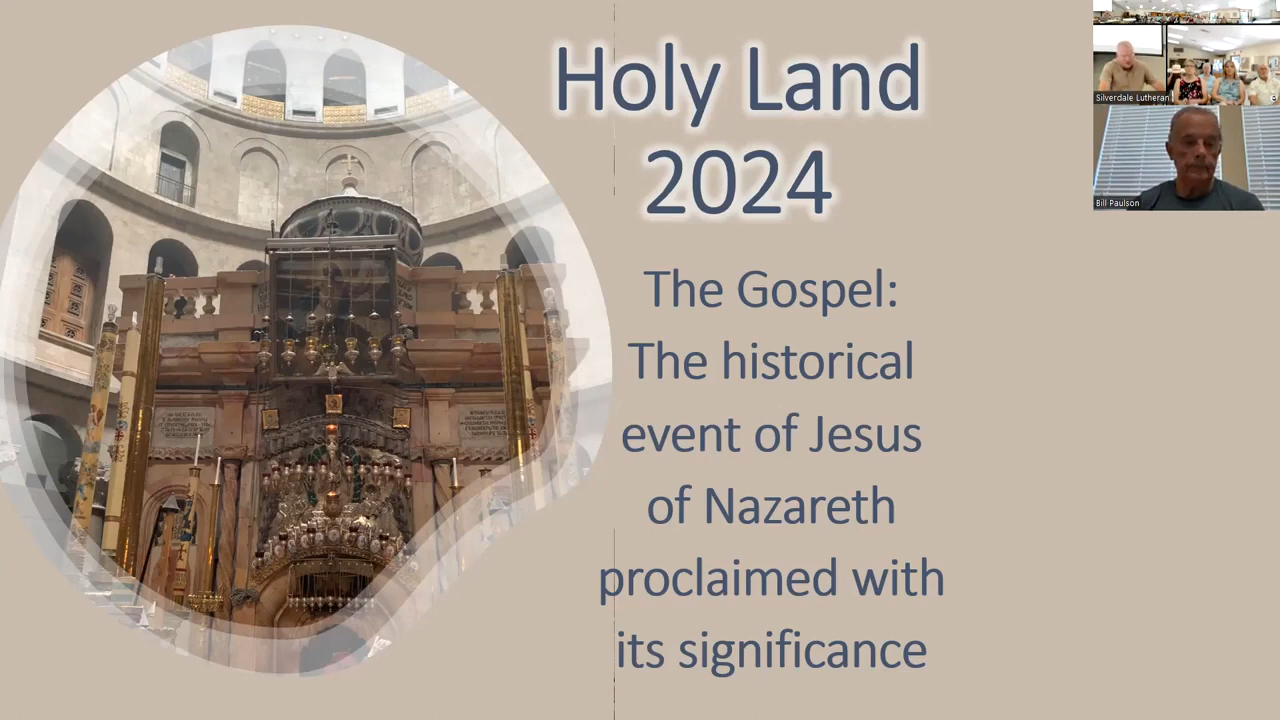 Holy Land
2024
The Gospel:
The historical
event of Jesus
of Nazareth
proclaimed with
its significance
Silverdale Lutheran
Bill Paulson